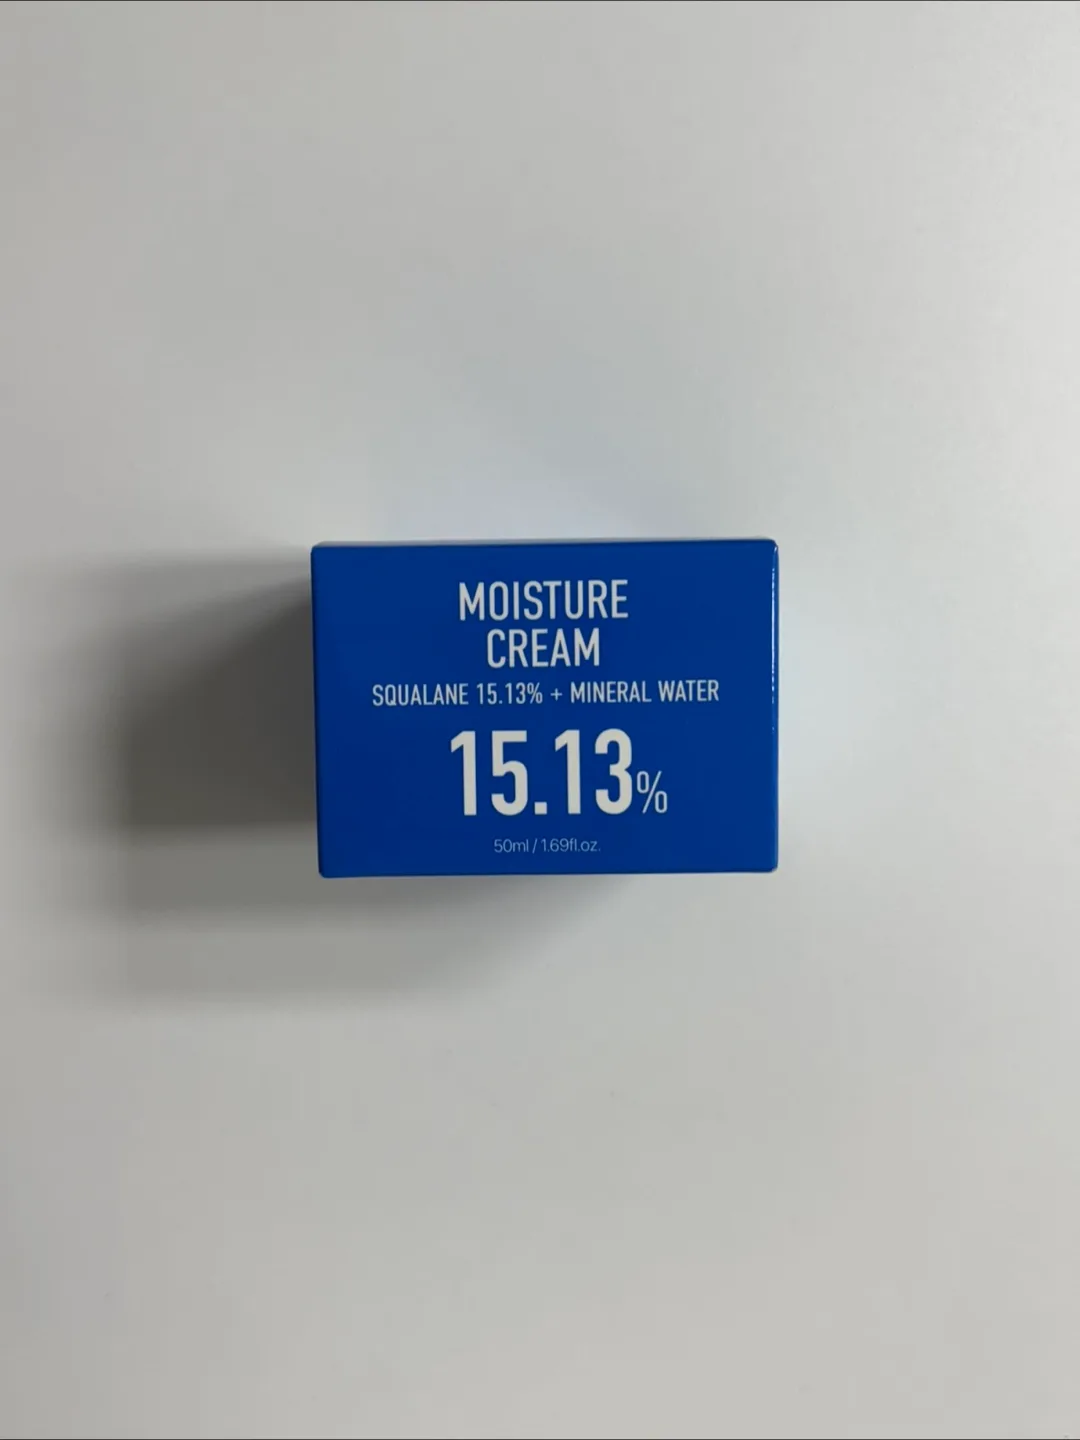 MOISTURE
CREAM
SQUALANE 15.13% + MINERAL WATER
15.13%
50ml / 1.69fl.oz.